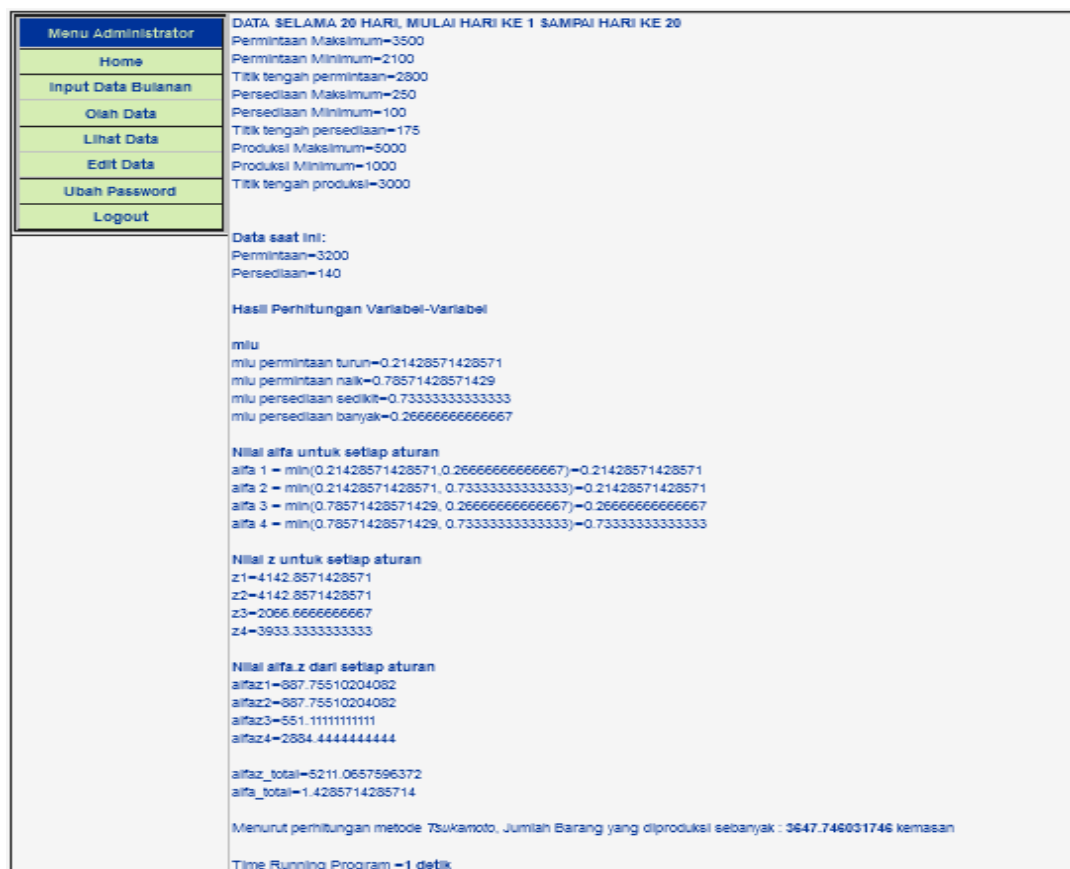 Menu Administrator
Home
Input Data Bulanan
Olah Data
Lihat Data
Edit Data
Ubah Password
Logout
DATA SELAMA 20 HARI, MULAI HARI KE 1 SAMPAI HARI KE 20
Permintaan Maksimum=3500
Permintaan Minimum=2100
Titik tengah permintaan=2800
Persediaan Maksimum=250
Persediaan Minimum=100
Titik tengah persediaan=175
Produksi Maksimum=5000
Produksi Minimum=1000
Titik tengah produksi=3000
Data saat ini:
Permintaan=3200
Persediaan=140
Hasil Perhitungan Variabel-Variabel
miu
miu permintaan turun=0.21428571428571
miu permintaan naik=0.78571428571429
miu persediaan sedikit=0.73333333333333
miu persediaan banyak=0.26666666666667
Nilai alfa untuk setiap aturan
alfa 1 = min(0.21428571428571,0.26666666666667)=0.21428571428571
alfa 2 = min(0.21428571428571, 0.73333333333333)=0.21428571428571
alfa 3 = min(0.78571428571429, 0.26666666666667)=0.26666666666667
alfa 4 = min(0.78571428571429, 0.73333333333333)=0.73333333333333
Nilai z untuk setiap aturan
z1=4142.8571428571
z2=4142.8571428571
z3=2066.6666666667
z4=3933.3333333333
Nilai alfa.z dari setiap aturan
alfaz1=887.75510204082
alfaz2=887.75510204082
alfaz3=551.11111111111
alfaz4=2884.4444444444
alfaz_total=5211.0657596372
alfa_total=1.4285714285714
Menurut perhitungan metode Tsukamoto, Jumlah Barang yang diproduksi sebanyak : 3647.746031746 kemasan
Time Running Program =1 detik